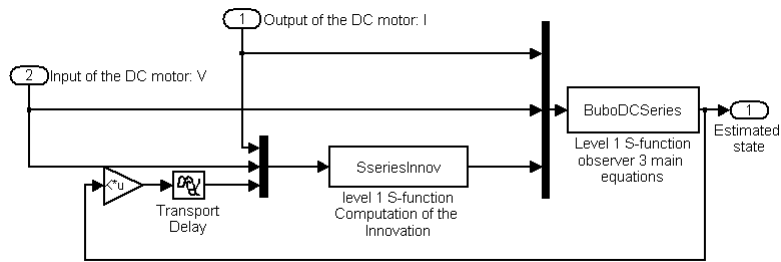 1
Output of the DC motor: I
2
Input of the DC motor: V
BuboDCSeries
1
Estimated
state
Level 1 S-function
observer 3 main
equations
SseriesInnov
level 1 S-function
Computation of the
Innovation
<*u
Transport
Delay